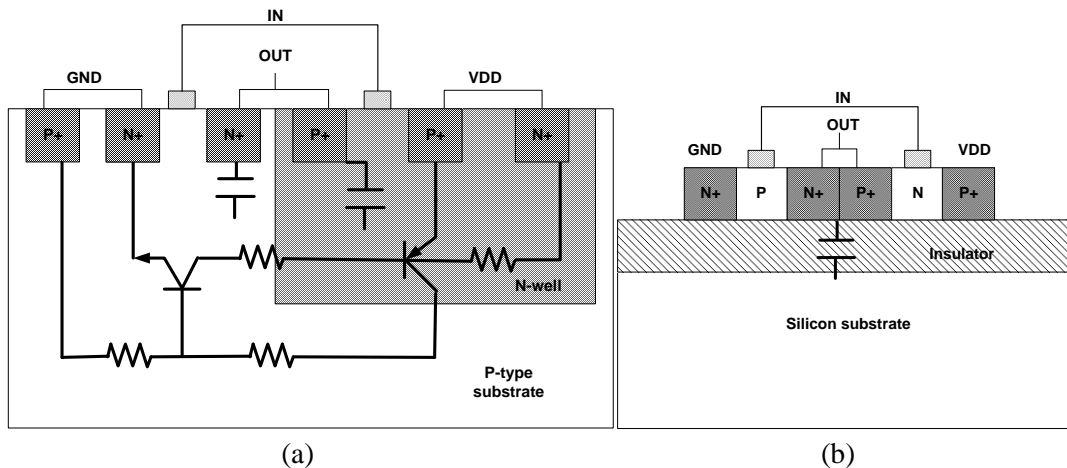 IN
OUT
GND
VDD
P+
N+
N+
P+
P+
N+
N-well
P-type
substrate
(a)
IN
OUT
GND
VDD
N+
P
N+
P+
N
P+
Insulator
Silicon substrate
(b)